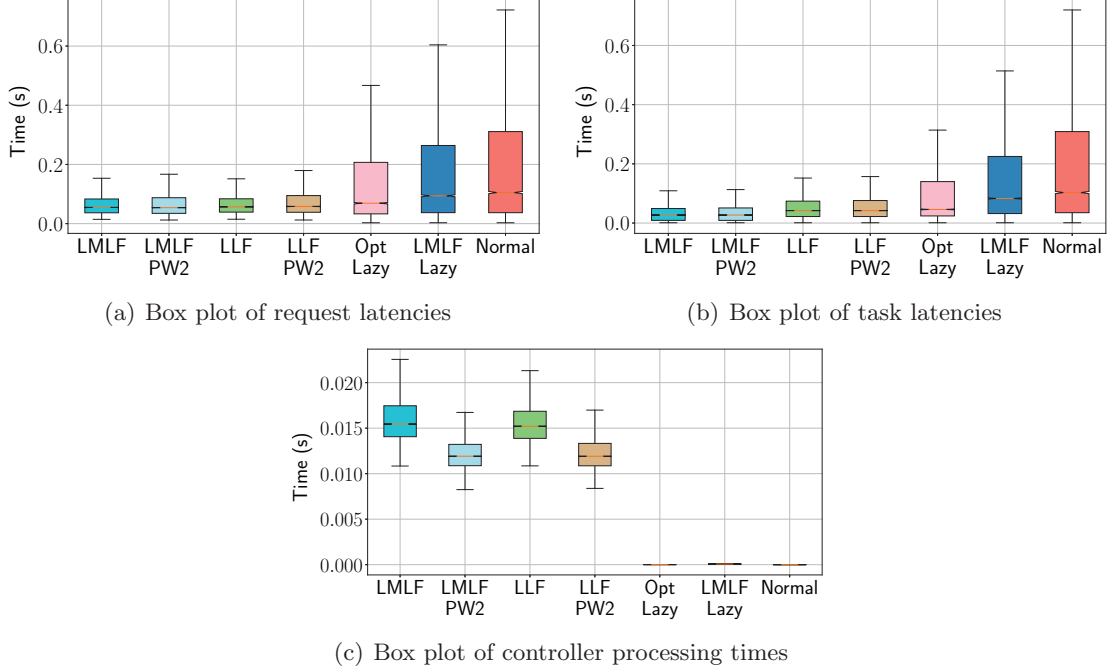 0.6
0.4
0.2
0.0
Time (s)
LMLF LMLF LLF LLF Opt LMLF Normal
PW2 PW2 Lazy Lazy
(a) Box plot of request latencies
0.6
0.4
0.2
0.0
Time (s)
LMLF LMLF LLF LLF Opt LMLF Normal
PW2 PW2 Lazy Lazy
(b) Box plot of task latencies
0.020
0.015
0.010
0.005
0.000
Time (s)
LMLF LMLF LLF LLF Opt LMLF Normal
PW2 PW2 Lazy Lazy
(c) Box plot of controller processing times